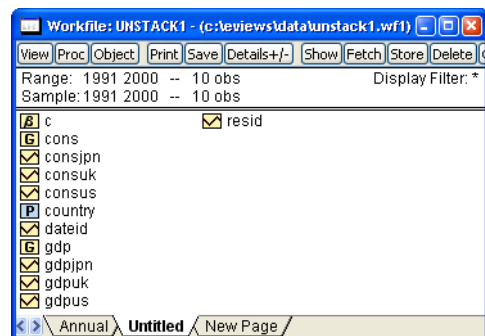 Workfile: UNSTACK1 - (c:\eviews\data\unstack1.wf1)
View Proc Object Print Save Details+/- Show Fetch Store Delete
Range: 1991 2000 -- 10 obs Display Filter: *
Sample: 1991 2000 -- 10 obs
β c resid
G cons
consjpn
consuk
consus
P country
dateid
G gdp
gdpjpn
gdpuk
gdpus
Annual Untitled New Page